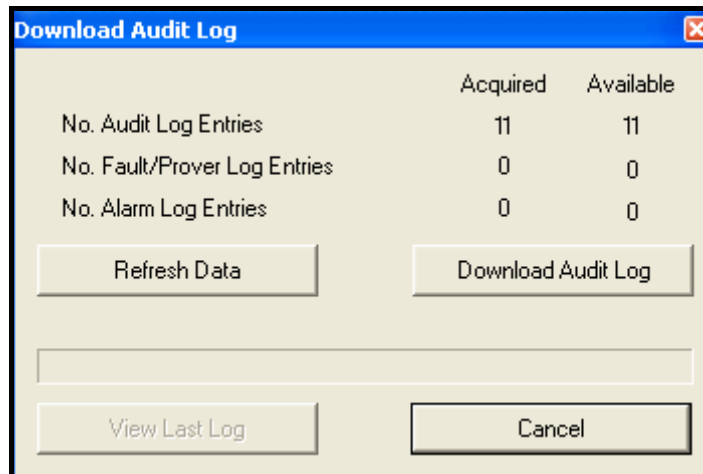 Download Audit Log
Acquired Available
No. Audit Log Entries 11 11
No. Fault/Prover Log Entries 0 0
No. Alarm Log Entries 0 0
Refresh Data Download Audit Log
View Last Log Cancel